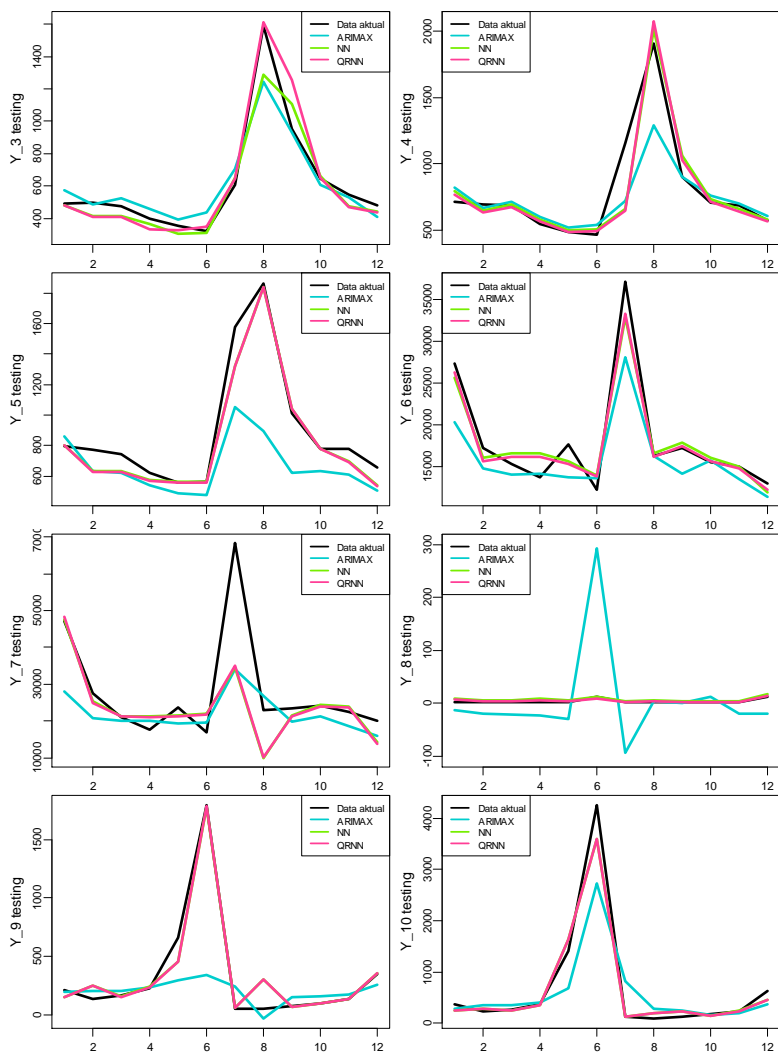 Y_3 testing
400 600 800 1000 1200 1400
2 4 6 8 10 12
Data aktual
ARIMAX
NN
QRNN
Y_4 testing
500 1000 1500 2000
2 4 6 8 10 12
Data aktual
ARIMAX
NN
QRNN
Y_5 testing
600 800 1000 1200 1600
2 4 6 8 10 12
Data aktual
ARIMAX
NN
QRNN
Y_6 testing
15000 20000 25000 30000 35000
2 4 6 8 10 12
Data aktual
ARIMAX
NN
QRNN
Y_7 testing
10000 30000 50000
2 4 6 8 10 12
Data aktual
ARIMAX
NN
QRNN
Y_8 testing
-100 0 100 200 300
2 4 6 8 10 12
Data aktual
ARIMAX
NN
QRNN
Y_9 testing
0 500 1000 1500
2 4 6 8 10 12
Data aktual
ARIMAX
NN
QRNN
Y_10 testing
0 1000 2000 3000 4000
2 4 6 8 10 12
Data aktual
ARIMAX
NN
QRNN